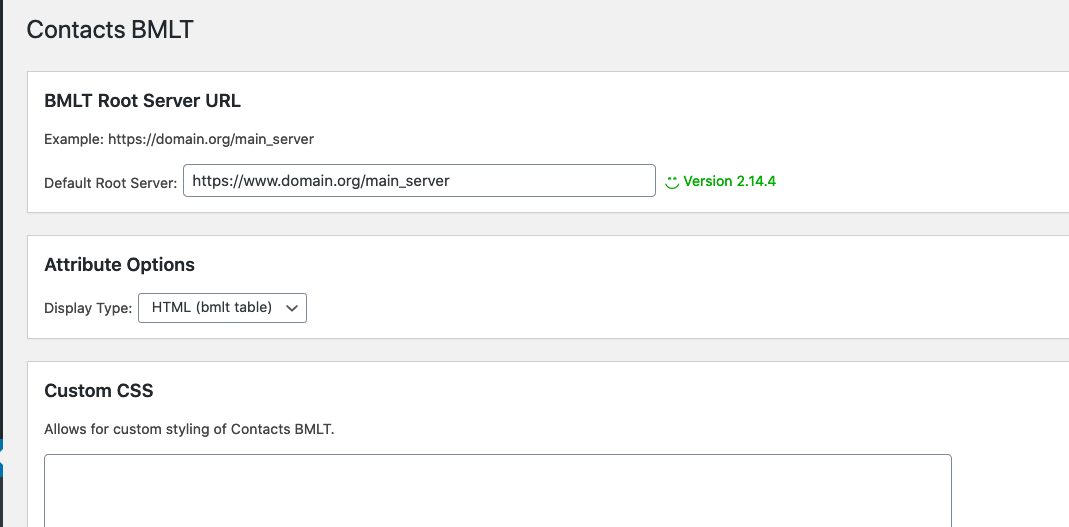 Contacts BMLT
BMLT Root Server URL
Example: https://domain.org/main_server
Default Root Server: https://www.domain.org/main_server Version 2.14.4
Attribute Options
Display Type: HTML (bmlt table)
Custom CSS
Allows for custom styling of Contacts BMLT.